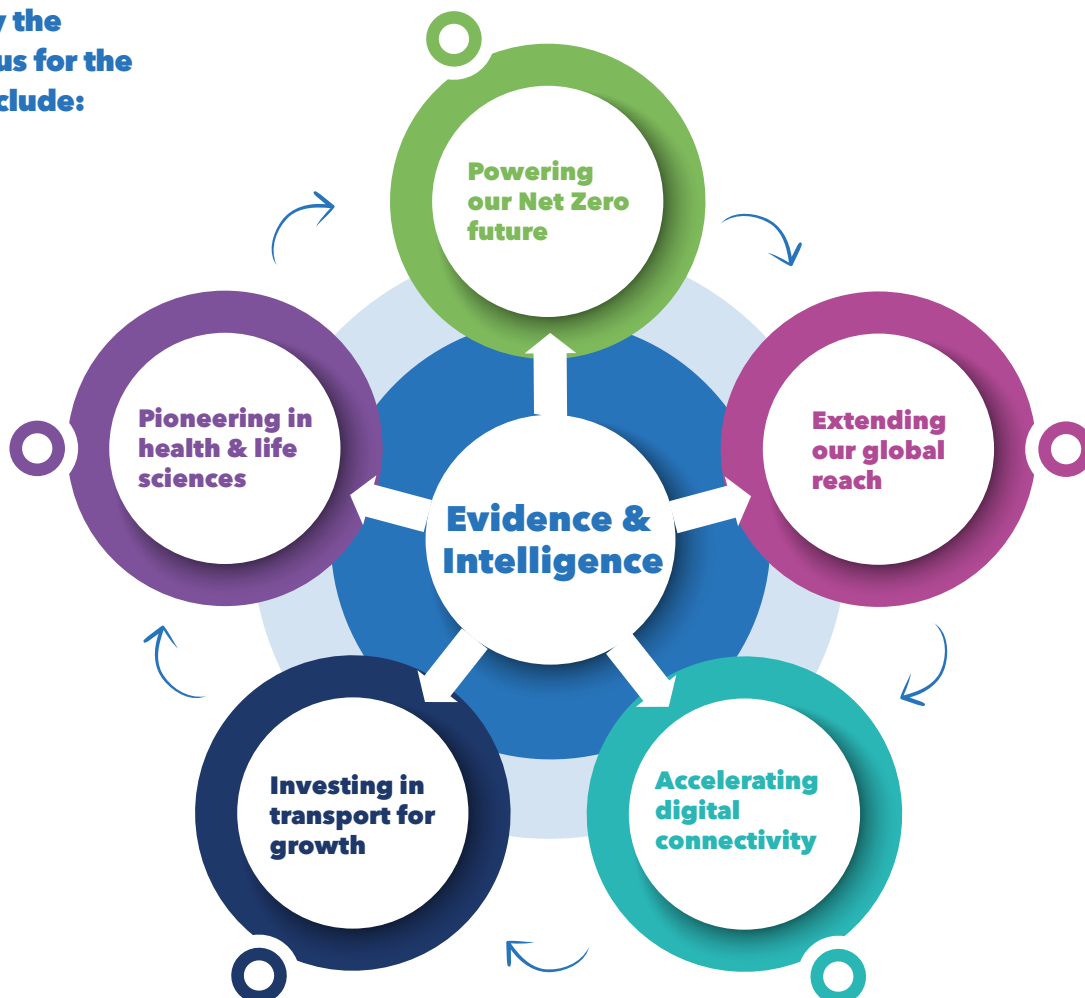 the
us for the
clude:
Powering
our Net Zero
future
Pioneering in
health & life
sciences
Extending
our global
reach
Evidence &
Intelligence
Investing in
transport for
growth
Accelerating
digital
connectivity